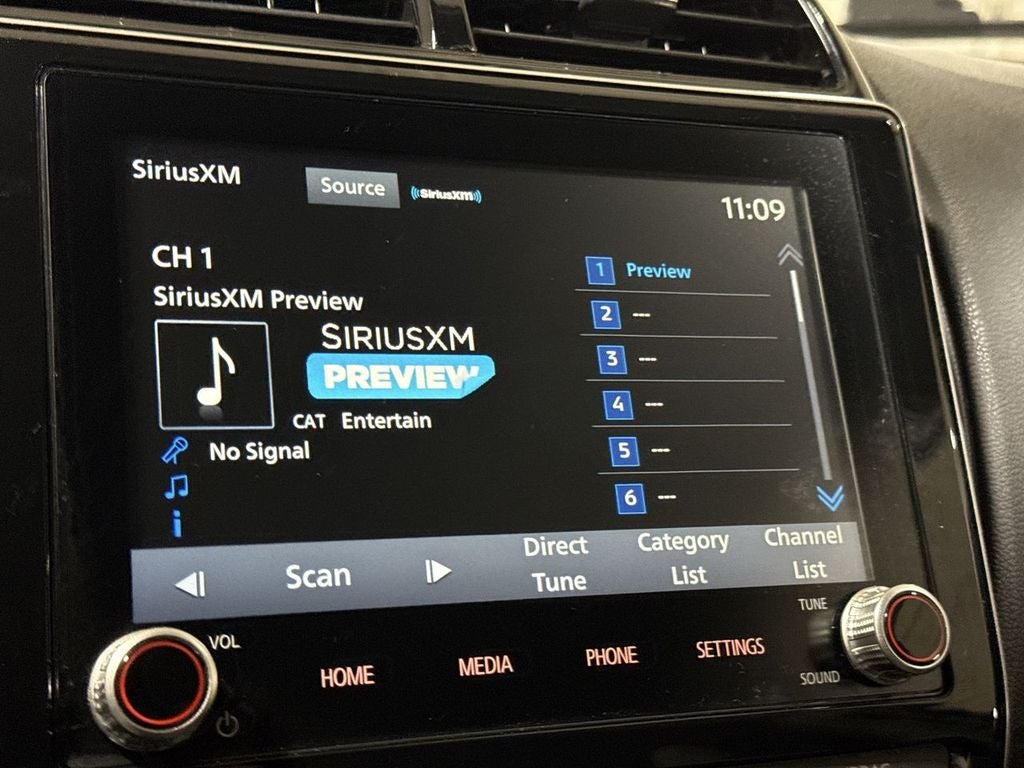 SiriusXM
Source
SiriusXM
11:09
CH 1
SiriusXM Preview
SIRIUSXM
PREVIEW
CAT Entertain
No Signal
1 Preview
2 ---
3 ---
4 ---
5 ---
6 ---
Scan
Direct
Tune
Category
List
Channel
List
VOL
HOME
MEDIA
PHONE
SETTINGS
TUNE
SOUND